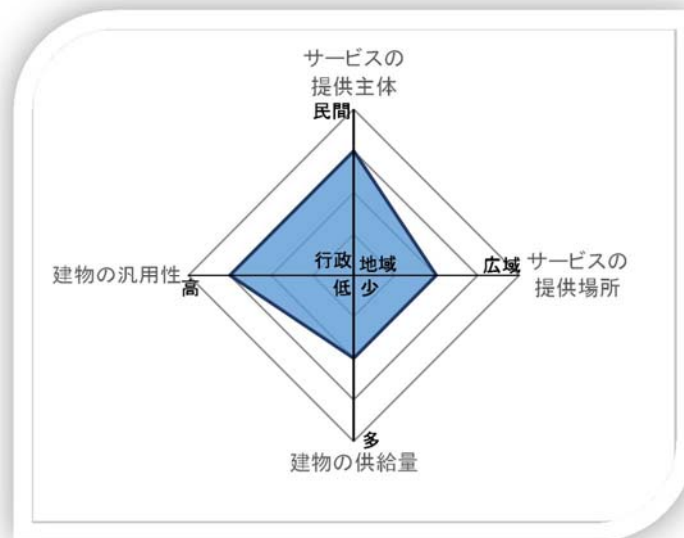 サービスの
提供主体
民間
行政 地域 広域 サービスの
提供場所
建物の汎用性
高
低 少
多
建物の供給量